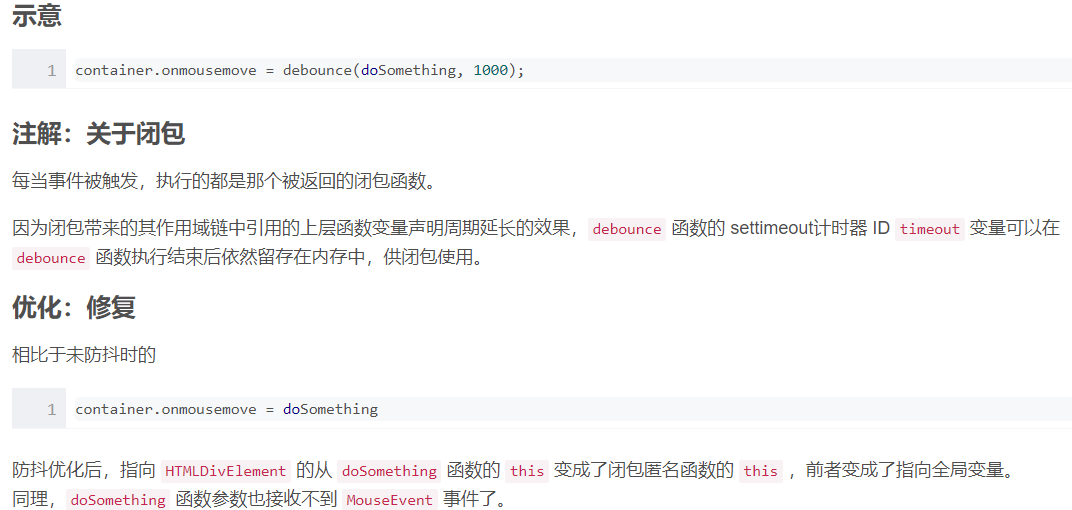 示意
1 container.onmousemove = debounce(doSomething, 1000);
注解：关于闭包
每当事件被触发，执行的都是那个被返回的闭包函数。
因为闭包带来的其作用域链中引用的上层函数变量声明周期延长的效果，debounce 函数的 settimeout计时器 ID timeout 变量可以在
debounce 函数执行结束后依然留存在内存中，供闭包使用。
优化：修复
相比于未防抖时的
1 container.onmousemove = doSomething
防抖优化后，指向 HTMLDivElement 的从 doSomething 函数的 this 变成了闭包匿名函数的 this ，前者变成了指向全局变量。
同理，doSomething 函数参数也接收不到 MouseEvent 事件了。